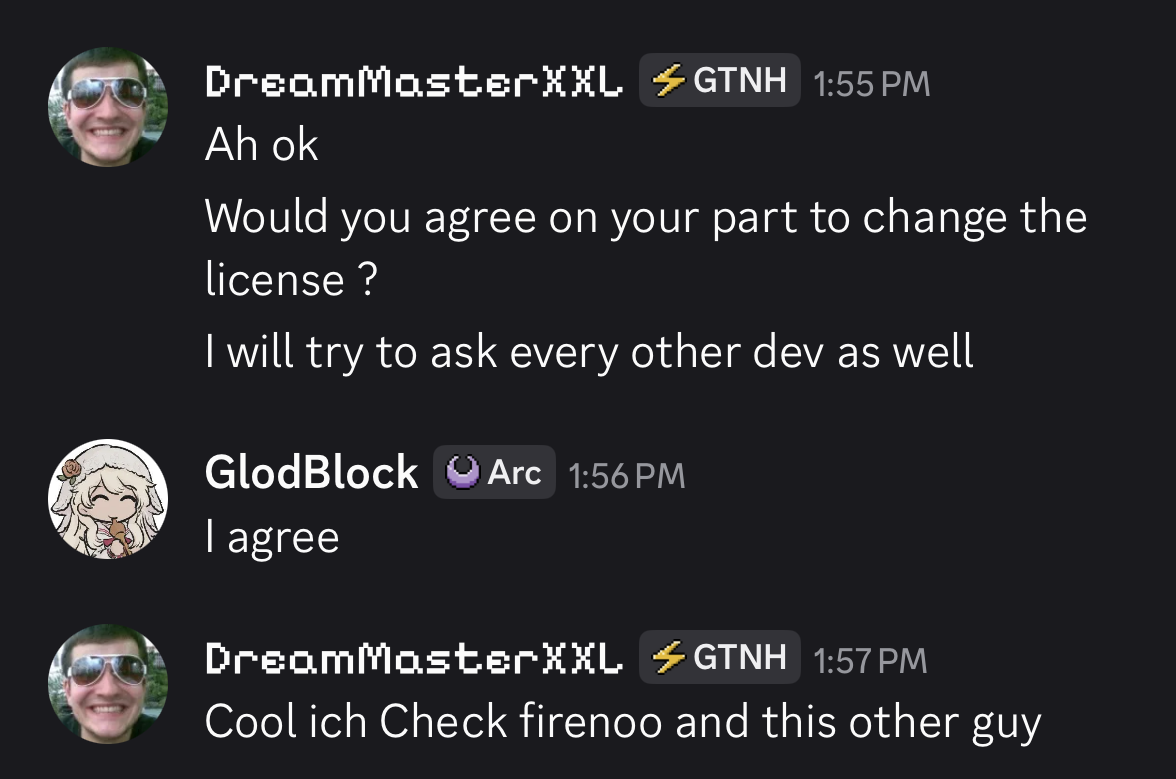 DreamMasterXXL GTNH 1:55 PM
Ah ok
Would you agree on your part to change the
license ?
I will try to ask every other dev as well
GlodBlock Arc 1:56 PM
I agree
DreamMasterXXL GTNH 1:57 PM
Cool ich Check firenoo and this other guy